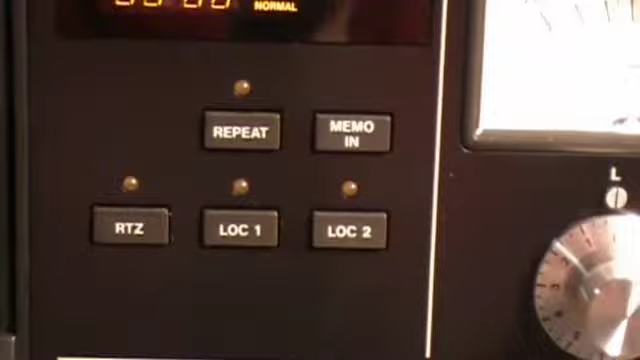 NORMAL
REPEAT
MEMO
IN
RTZ
LOC 1
LOC 2
L